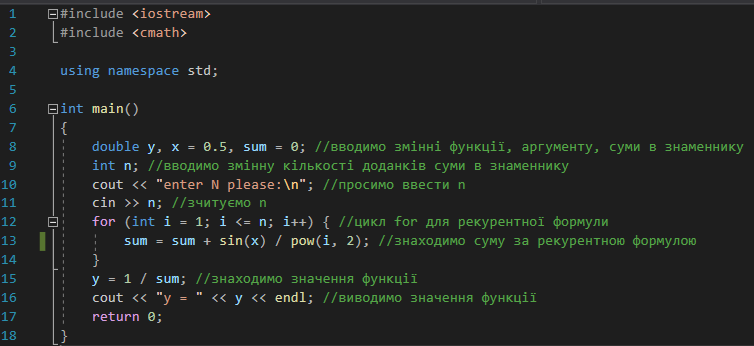 1 #include <iostream>
2 #include <cmath>
3
4 using namespace std;
5
6 int main()
7 {
8 double y, x = 0.5, sum = 0; //вводимо змінні функції, аргументу, суми в знаменнику
9 int n; //вводимо змінну кількості доданків суми в знаменнику
10 cout << "enter N please:\n"; //просимо ввести n
11 cin >> n; //зчитуємо n
12 for (int i = 1; i <= n; i++) { //цикл for для рекурентної формули
13 sum = sum + sin(x) / pow(i, 2); //знаходимо суму за рекурентною формулою
14 }
15 y = 1 / sum; //знаходимо значення функції
16 cout << "y = " << y << endl; //виводимо значення функції
17 return 0;
18 }